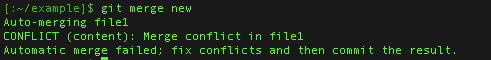 [:~/example]$ git merge new
Auto-merging file1
CONFLICT (content): Merge conflict in file1
Automatic merge failed; fix conflicts and then commit the result.